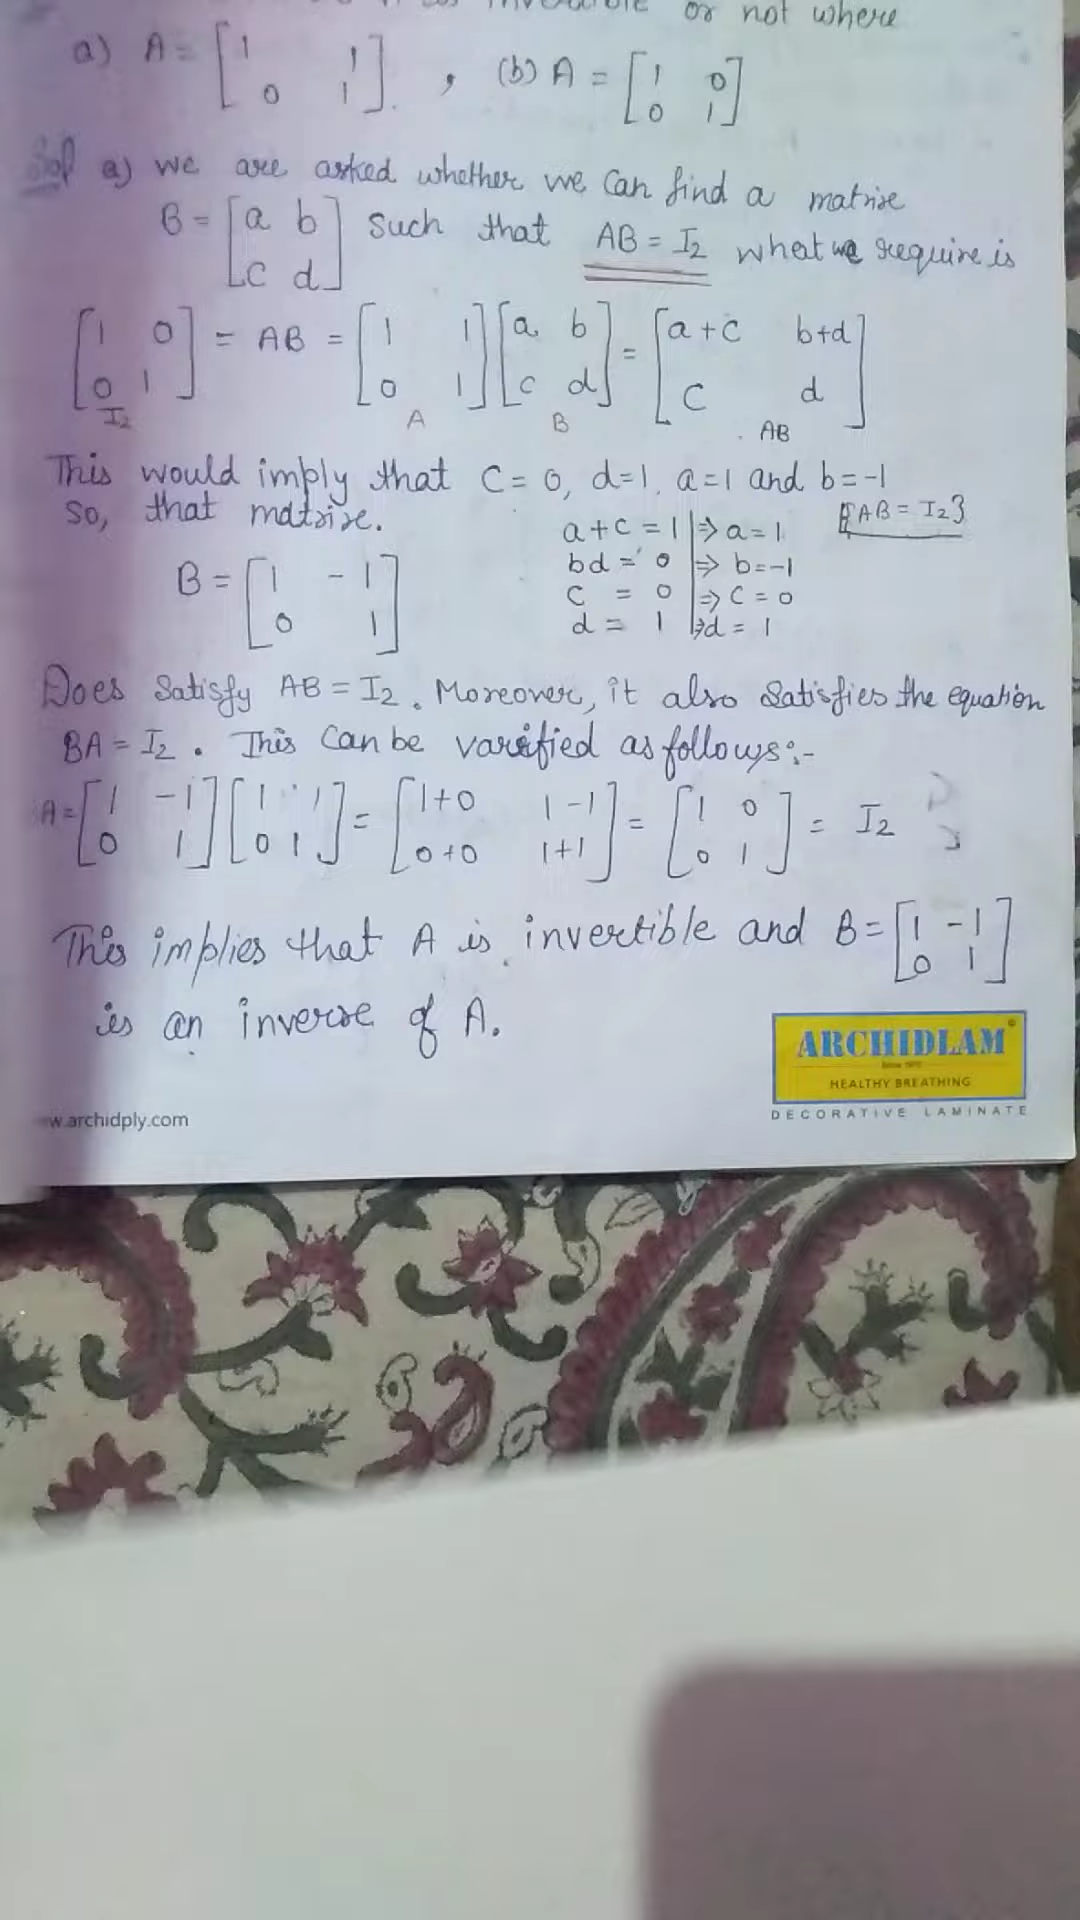 or not where
a) A = [1 1 0 1] , (b) A = [1 0 0 1]
Sol a) we are asked whether we can find a matrise
B = [a b c d] Such that AB = I2 what we require is
[1 0 0 1] = AB = [1 1 0 1] [a b c d] = [a+c b+d c d]
I2 A B AB
This would imply that C = 0, d=1, a=1 and b=-1
So, that matrise. [AB = I2}
a+c = 1 ⇒ a = 1
bd = 0 ⇒ b=-1
B = [1 -1 0 1]
c = 0 ⇒ C = 0
d = 1 ⇒ d = 1
Does Satisfy AB = I2. Moreover, it also Satisfies the equation
BA = I2. This can be varified as follows:-
A = [1 -1 0 1] [1 1 0 1] = [1+0 1-1 0+0 1+1] = [1 0 0 1] = I2
This implies that A is invertible and B = [1 -1 0 1]
is an inverse of A.
ARCHIDLAM
HEALTHY BREATHING
DECORATIVE LAMINATE
w.archidply.com